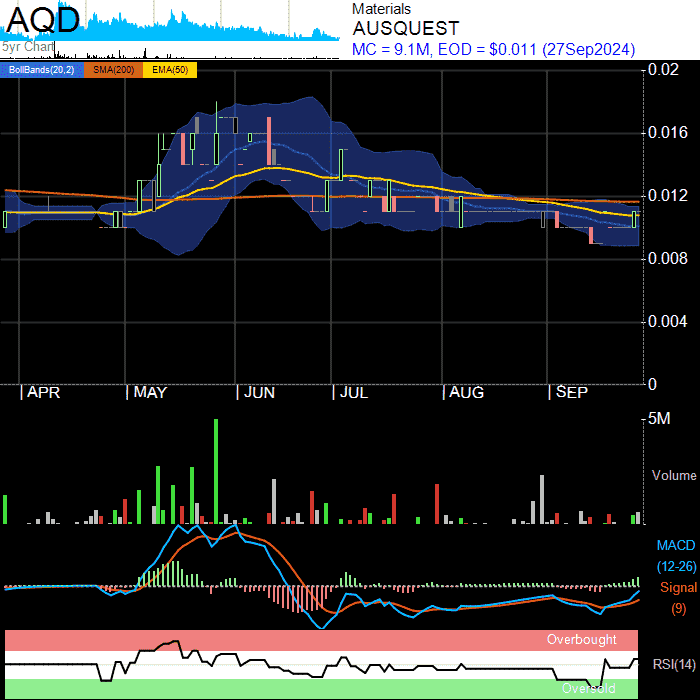 AQD
5yr Chart
Materials
AUSQUEST
MC = 9.1M, EOD = $0.011 (27Sep2024)
BollBands(20,2) SMA(200) EMA(50)
0.02
0.016
0.012
0.008
0.004
0
APR MAY JUN JUL AUG SEP
5M
Volume
MACD
(12-26)
Signal
(9)
Overbought
RSI(14)
Oversold